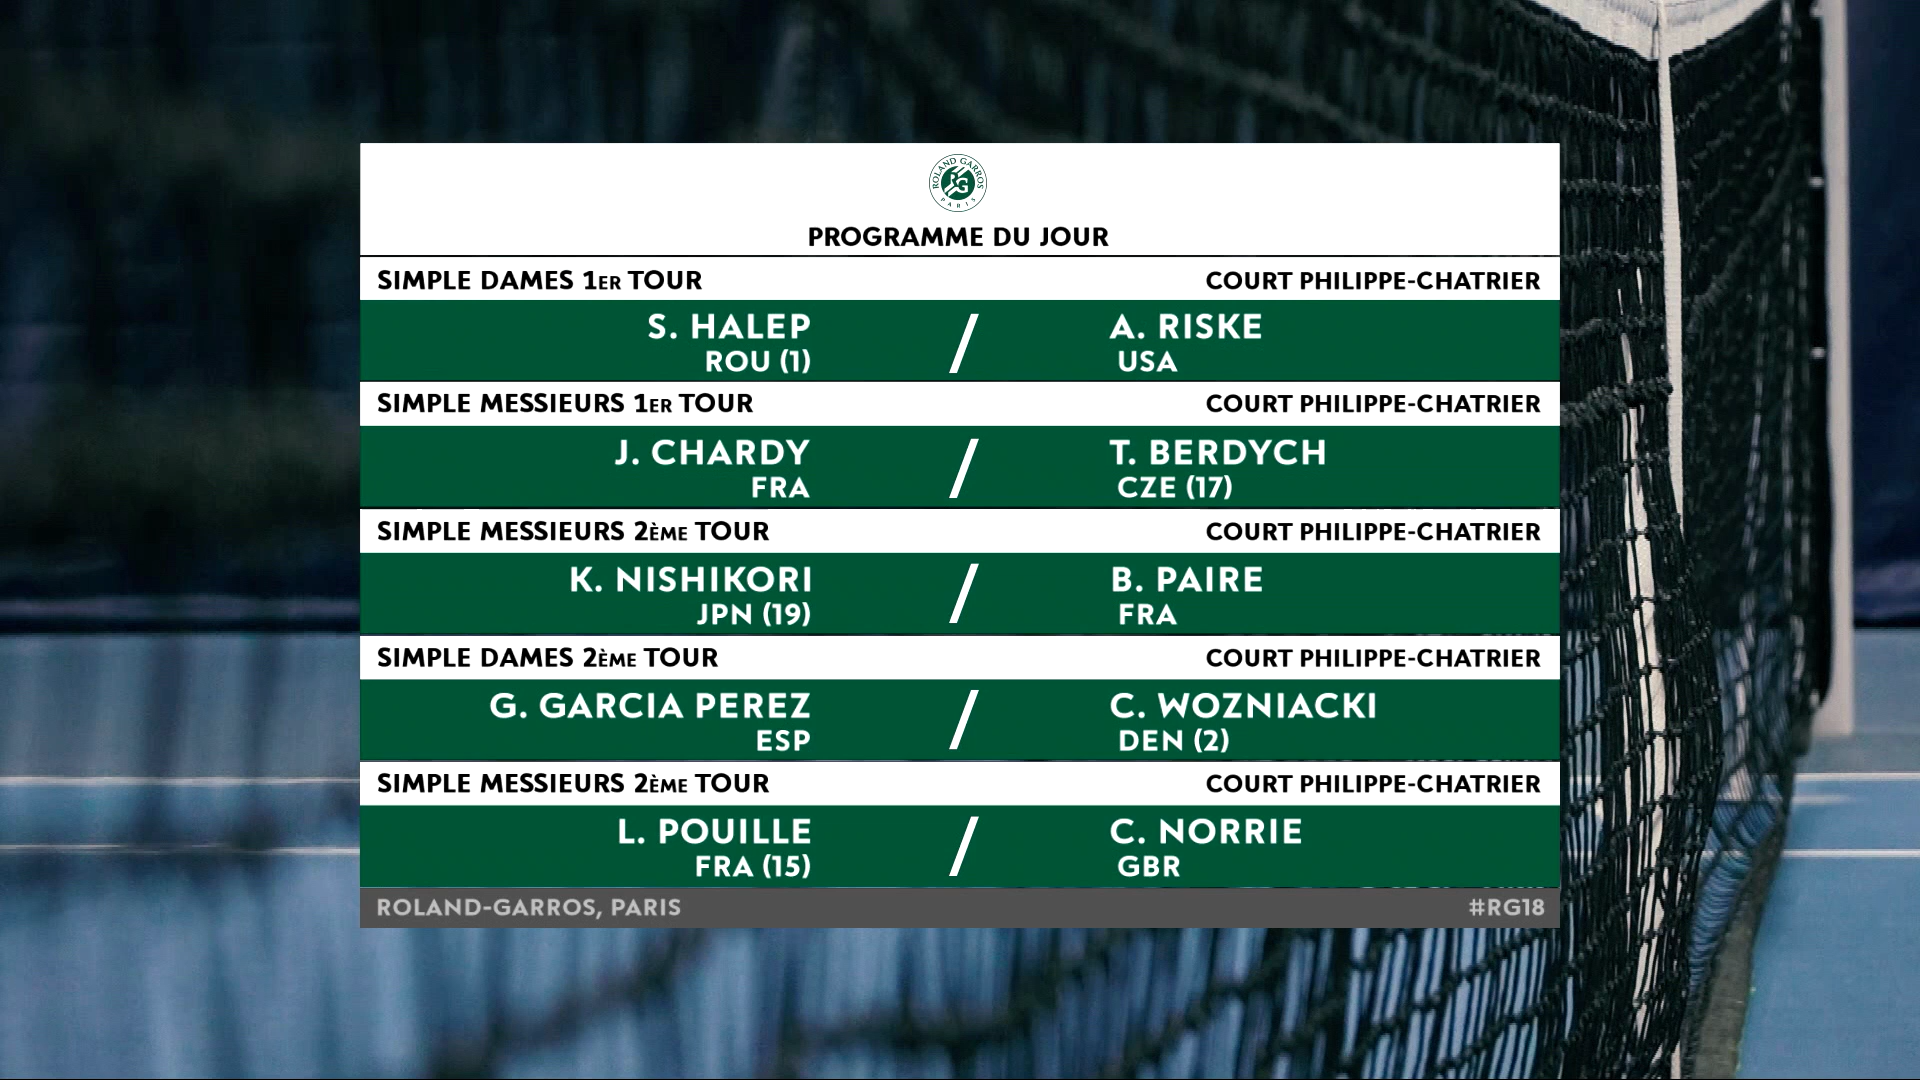 ROLAND GARROS
RG
PARIS
PROGRAMME DU JOUR
SIMPLE DAMES 1ER TOUR COURT PHILIPPE-CHATRIER
S. HALEP / A. RISKE
ROU (1) USA
SIMPLE MESSIEURS 1ER TOUR COURT PHILIPPE-CHATRIER
J. CHARDY / T. BERDYCH
FRA CZE (17)
SIMPLE MESSIEURS 2ÈME TOUR COURT PHILIPPE-CHATRIER
K. NISHIKORI / B. PAIRE
JPN (19) FRA
SIMPLE DAMES 2ÈME TOUR COURT PHILIPPE-CHATRIER
G. GARCIA PEREZ / C. WOZNIACKI
ESP DEN (2)
SIMPLE MESSIEURS 2ÈME TOUR COURT PHILIPPE-CHATRIER
L. POUILLE / C. NORRIE
FRA (15) GBR
ROLAND-GARROS, PARIS #RG18